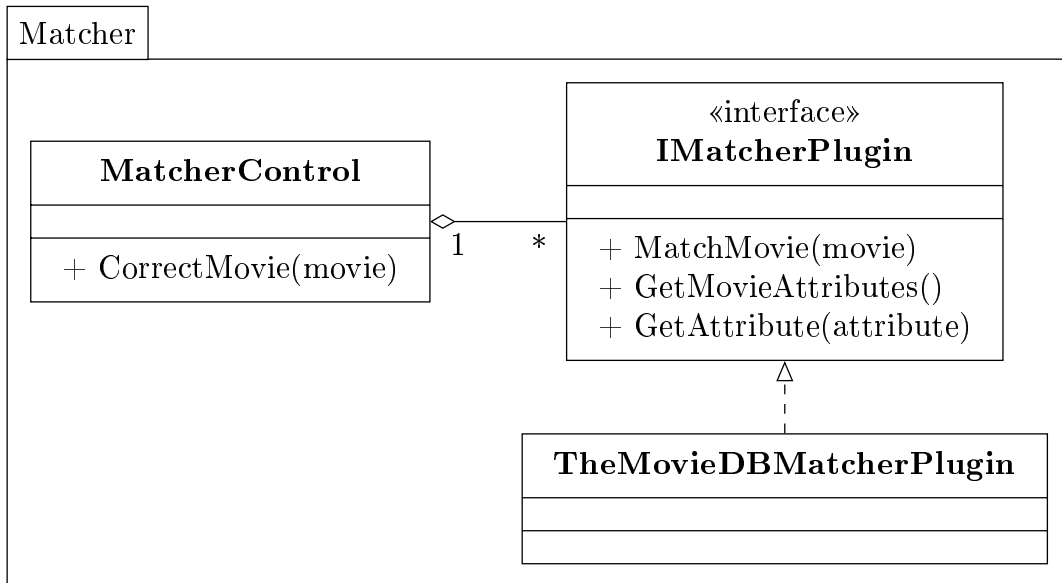 Matcher
MatcherControl
+ CorrectMovie(movie)
1
*
«interface»
IMatcherPlugin
+ MatchMovie(movie)
+ GetMovieAttributes()
+ GetAttribute(attribute)
TheMovieDBMatcherPlugin